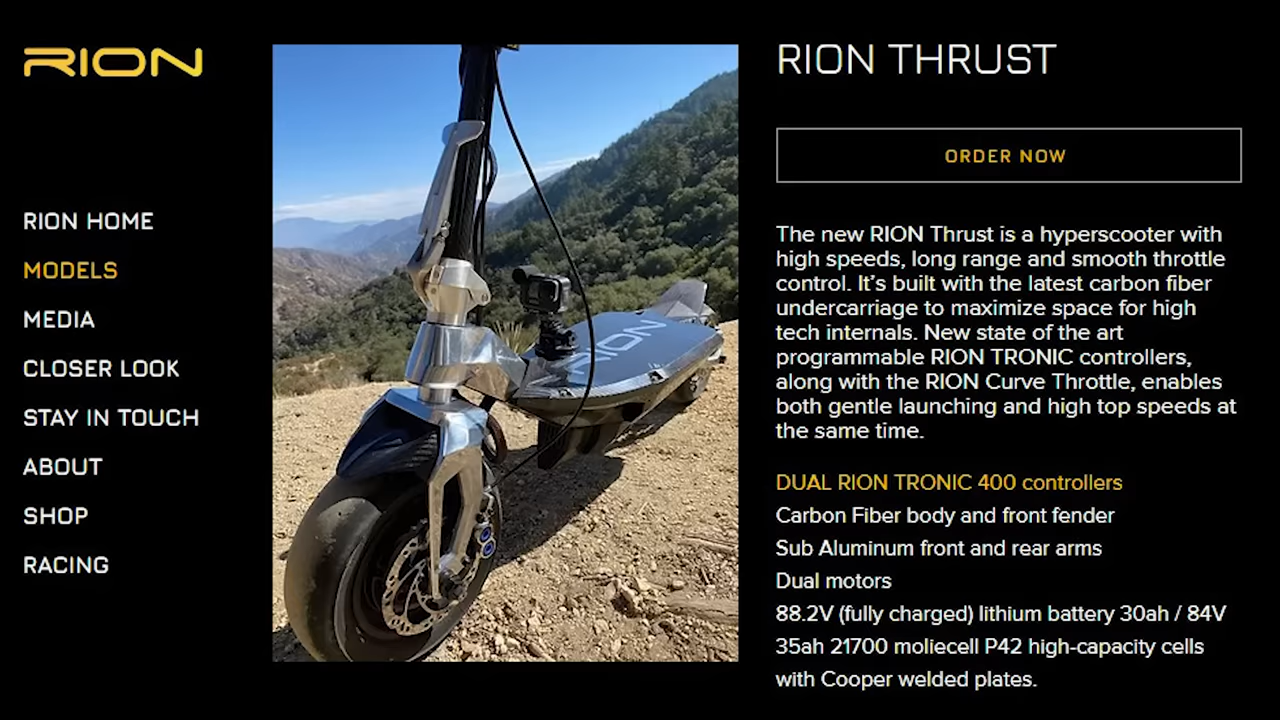 RION
RION HOME
MODELS
MEDIA
CLOSER LOOK
STAY IN TOUCH
ABOUT
SHOP
RACING
RION
RION THRUST
ORDER NOW
The new RION Thrust is a hyperscooter with
high speeds, long range and smooth throttle
control. It’s built with the latest carbon fiber
undercarriage to maximize space for high
tech internals. New state of the art
programmable RION TRONIC controllers,
along with the RION Curve Throttle, enables
both gentle launching and high top speeds at
the same time.
DUAL RION TRONIC 400 controllers
Carbon Fiber body and front fender
Sub Aluminum front and rear arms
Dual motors
88.2V (fully charged) lithium battery 30ah / 84V
35ah 21700 moliecell P42 high-capacity cells
with Cooper welded plates.